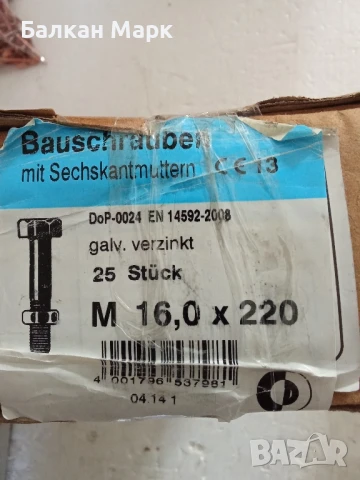 Балкан Марк
Bauschrauben
mit Sechskantmuttern CE 13
DoP-0024 EN 14592-2008
galv. verzinkt
25 Stück
M 16,0 x 220
4 001796 537981
04.14 1
BAZAR